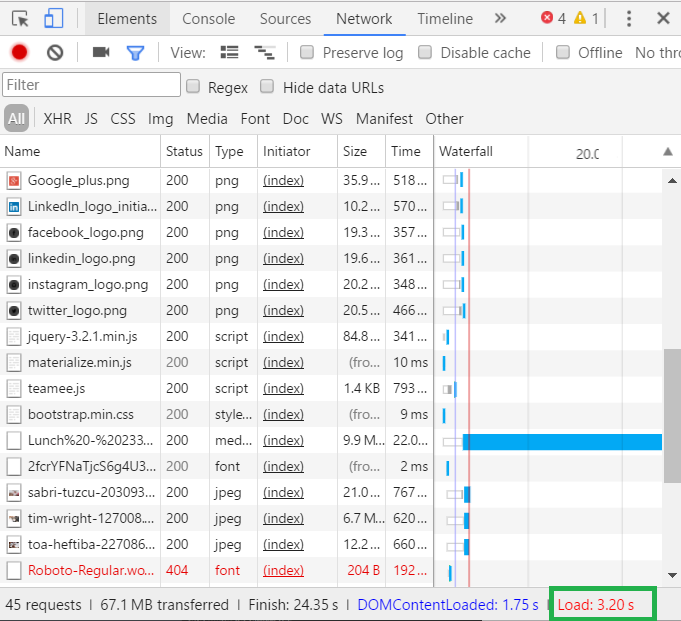 Elements Console Sources Network Timeline » 4 1
View: Preserve log Disable cache Offline No thro
Filter Regex Hide data URLs
All XHR JS CSS Img Media Font Doc WS Manifest Other
Name Status Type Initiator Size Time Waterfall 20.0
Google_plus.png 200 png (index) 35.9 ... 518...
LinkedIn_logo_initia... 200 png (index) 10.2 ... 570...
facebook_logo.png 200 png (index) 19.3 ... 357...
linkedin_logo.png 200 png (index) 19.6 ... 361...
instagram_logo.png 200 png (index) 20.2 ... 348...
twitter_logo.png 200 png (index) 20.5 ... 466...
jquery-3.2.1.min.js 200 script (index) 84.8 ... 341...
materialize.min.js 200 script (index) (fro... 10 ms
teamee.js 200 script (index) 1.4 KB 793...
bootstrap.min.css 200 style... (index) (fro... 9 ms
Lunch%20-%20233... 200 med... (index) 9.9 M... 22.0...
2fcrYFNaTjcS6g4U3... 200 font (index) (fro... 2 ms
sabri-tuzcu-203093... 200 jpeg (index) 21.0 ... 767...
tim-wright-127008.... 200 jpeg (index) 6.7 M... 620...
toa-heftiba-227086... 200 jpeg (index) 12.2 ... 660...
Roboto-Regular.wo... 404 font (index) 204 B 192...
45 requests | 67.1 MB transferred | Finish: 24.35 s | DOMContentLoaded: 1.75 s | Load: 3.20 s